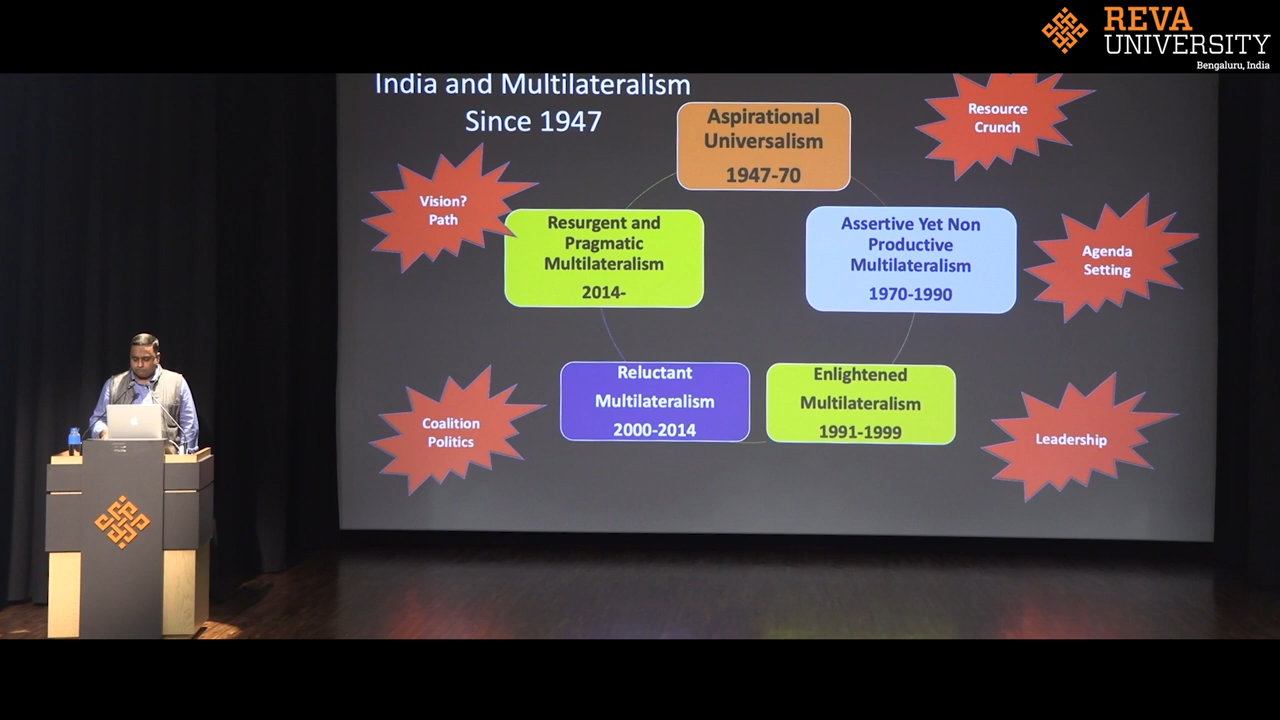 REVA
UNIVERSITY
Bengaluru, India
India and Multilateralism
Since 1947
Aspirational
Universalism
1947-70
Resource
Crunch
Vision?
Path
Resurgent and
Pragmatic
Multilateralism
2014-
Assertive Yet Non
Productive
Multilateralism
1970-1990
Agenda
Setting
Coalition
Politics
Reluctant
Multilateralism
2000-2014
Enlightened
Multilateralism
1991-1999
Leadership